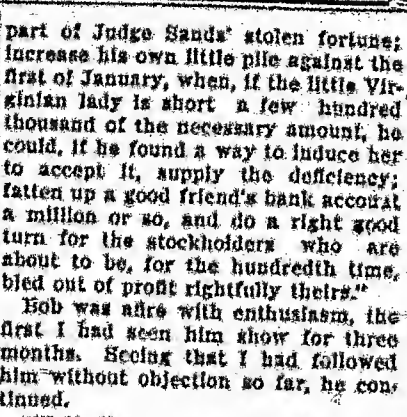 part of Judge Sands' stolen fortune;
increase his own little pile against the
first of January, when, if the little Vir-
ginian lady is short a few hundred
thousand of the necessary amount, he
could, if he found a way to induce her
to accept it, supply the deficiency;
fatten up a good friend's bank account
a million or so, and do a right good
turn for the stockholders who are
about to be, for the hundredth time,
bled out of profit rightfully theirs."
Bob was afire with enthusiasm, the
first I had seen him show for three
months. Seeing that I had followed
him without objection so far, he con-
tinued.